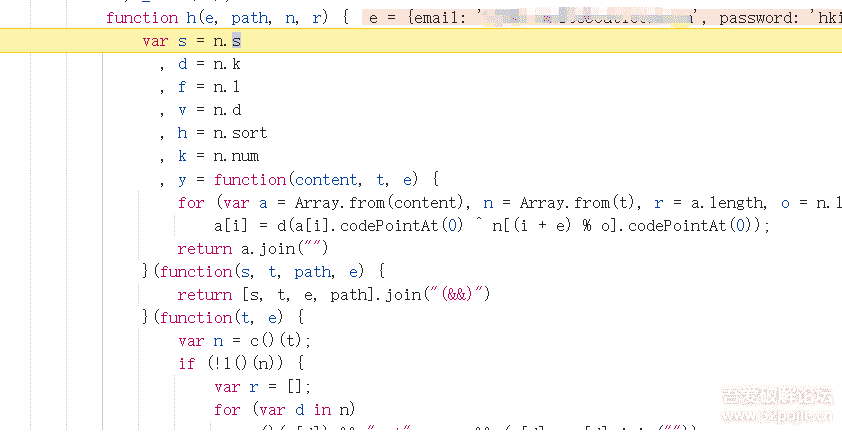 function h(e, path, n, r) { e = {email: ' ', password: 'hki
var s = n.s
, d = n.k
, f = n.l
, v = n.d
, h = n.sort
, k = n.num
, y = function(content, t, e) {
for (var a = Array.from(content), n = Array.from(t), r = a.length, o = n.l
a[i] = d(a[i].codePointAt(0) ^ n[(i + e) % o].codePointAt(0));
return a.join("")
}(function(s, t, path, e) {
return [s, t, e, path].join("(&&)")
}(function(t, e) {
var n = c()(t);
if (!l()(n)) {
var r = [];
for (var d in n)
吾爱破解论坛
www.52pojie.cn